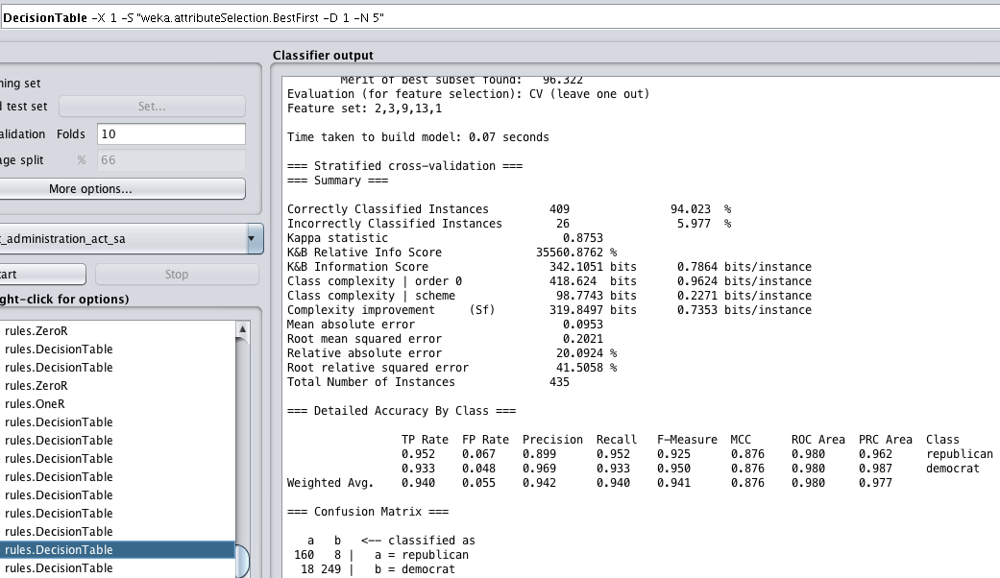 DecisionTable -X 1 -S "weka.attributeSelection.BestFirst -D 1 -N 5"
Classifier output
ning set
d test set Set...
alidation Folds 10
age split % 66
More options...
t_administration_act_sa
art Stop
ght-click for options)
rules.ZeroR
rules.DecisionTable
rules.DecisionTable
rules.ZeroR
rules.OneR
rules.DecisionTable
rules.DecisionTable
rules.DecisionTable
rules.DecisionTable
rules.DecisionTable
rules.DecisionTable
rules.DecisionTable
rules.DecisionTable
rules.DecisionTable
Merit of best subset found: 96.322
Evaluation (for feature selection): CV (leave one out)
Feature set: 2,3,9,13,1
Time taken to build model: 0.07 seconds
=== Stratified cross-validation ===
=== Summary ===
Correctly Classified Instances 409 94.023 %
Incorrectly Classified Instances 26 5.977 %
Kappa statistic 0.8753
K&B Relative Info Score 35560.8762 %
K&B Information Score 342.1051 bits 0.7864 bits/instance
Class complexity | order 0 418.624 bits 0.9624 bits/instance
Class complexity | scheme 98.7743 bits 0.2271 bits/instance
Complexity improvement (Sf) 319.8497 bits 0.7353 bits/instance
Mean absolute error 0.0953
Root mean squared error 0.2021
Relative absolute error 20.0924 %
Root relative squared error 41.5058 %
Total Number of Instances 435
=== Detailed Accuracy By Class ===
TP Rate FP Rate Precision Recall F-Measure MCC ROC Area PRC Area Class
0.952 0.067 0.899 0.952 0.925 0.876 0.980 0.962 republican
0.933 0.048 0.969 0.933 0.950 0.876 0.980 0.987 democrat
Weighted Avg. 0.940 0.055 0.942 0.940 0.941 0.876 0.980 0.977
=== Confusion Matrix ===
a b <-- classified as
160 8 | a = republican
18 249 | b = democrat